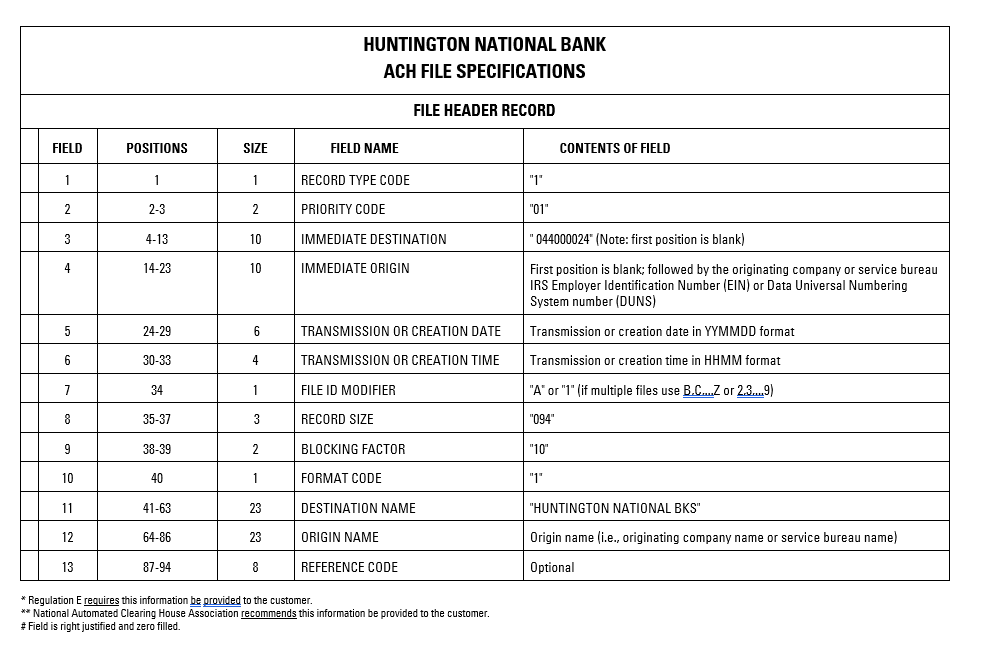 HUNTINGTON NATIONAL BANK
ACH FILE SPECIFICATIONS
FILE HEADER RECORD
FIELD POSITIONS SIZE FIELD NAME CONTENTS OF FIELD
1 1 1 RECORD TYPE CODE "1"
2 2-3 2 PRIORITY CODE "01"
3 4-13 10 IMMEDIATE DESTINATION " 044000024" (Note: first position is blank)
4 14-23 10 IMMEDIATE ORIGIN First position is blank; followed by the originating company or service bureau
IRS Employer Identification Number (EIN) or Data Universal Numbering
System number (DUNS)
5 24-29 6 TRANSMISSION OR CREATION DATE Transmission or creation date in YYMMDD format
6 30-33 4 TRANSMISSION OR CREATION TIME Transmission or creation time in HHMM format
7 34 1 FILE ID MODIFIER "A" or "1" (if multiple files use B.C....Z or 2.3....9)
8 35-37 3 RECORD SIZE "094"
9 38-39 2 BLOCKING FACTOR "10"
10 40 1 FORMAT CODE "1"
11 41-63 23 DESTINATION NAME "HUNTINGTON NATIONAL BKS"
12 64-86 23 ORIGIN NAME Origin name (i.e., originating company name or service bureau name)
13 87-94 8 REFERENCE CODE Optional
* Regulation E requires this information be provided to the customer.
** National Automated Clearing House Association recommends this information be provided to the customer.
# Field is right justified and zero filled.